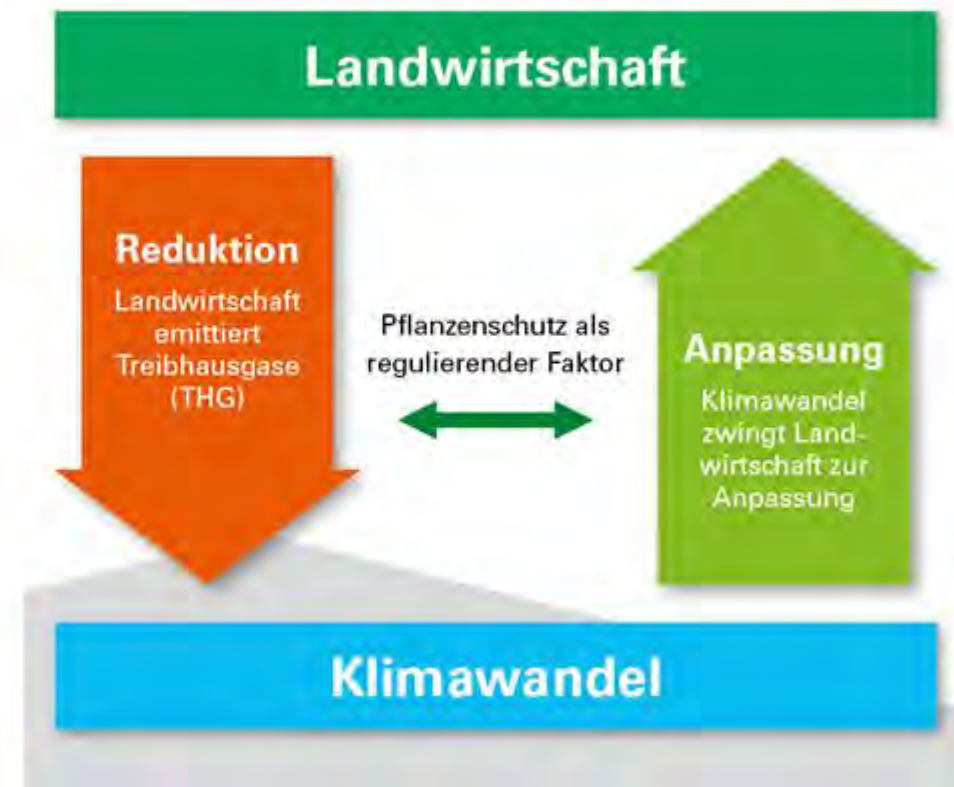 Landwirtschaft
Reduktion
Landwirtschaft
emittiert
Treibhausgase
(THG)
Pflanzenschutz als
regulierender Faktor
Anpassung
Klimawandel
zwingt Land-
wirtschaft zur
Anpassung
Klimawandel